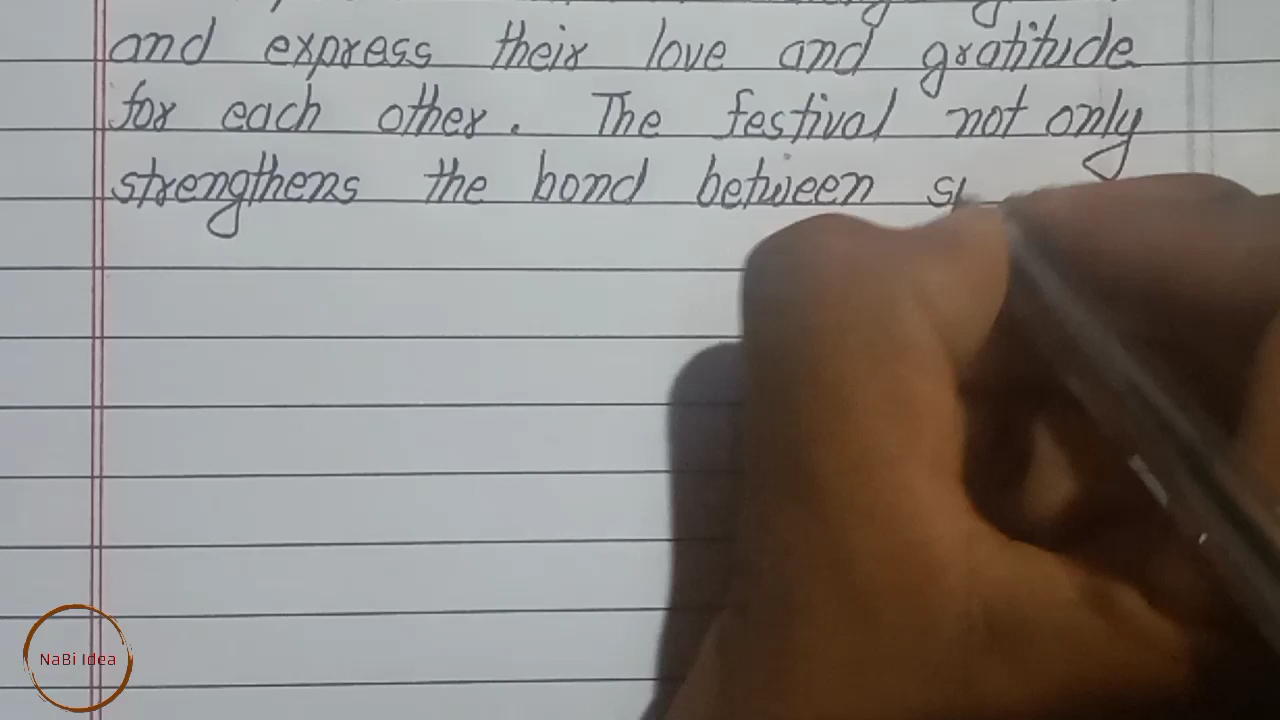 and express their love and gratitude
for each other. The festival not only
strengthens the bond between
NaBi Idea